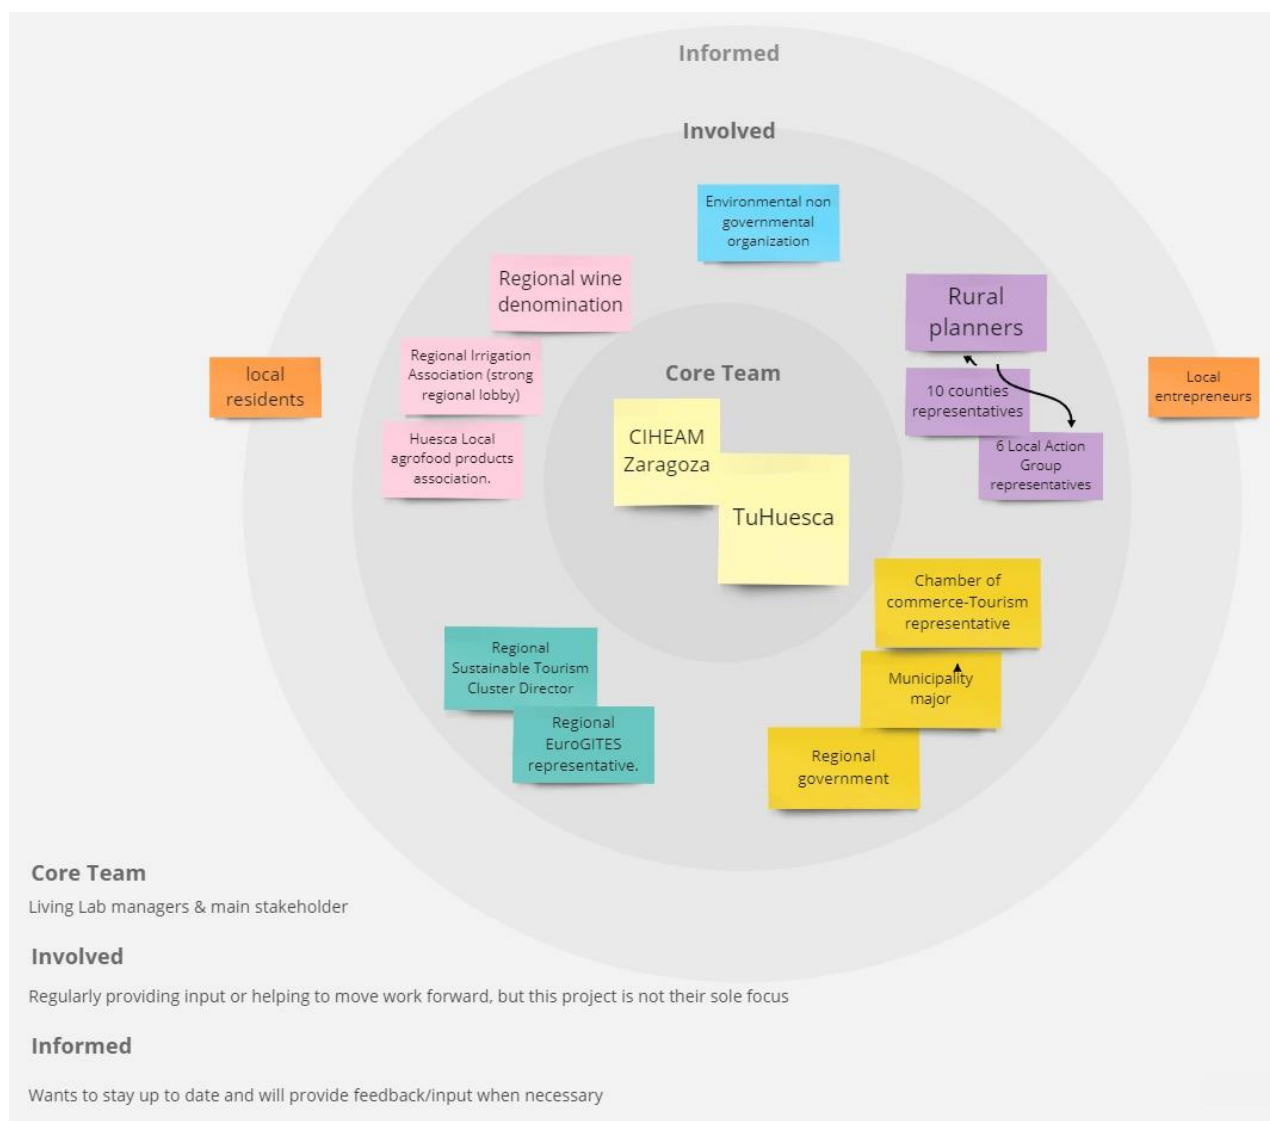 Informed
Involved
Environmental non
governmental
organization
Regional wine
denomination
Rural
planners
Regional Irrigation
Association (strong
regional lobby)
local
residents
Core Team
10 counties
representatives
Local
entrepreneurs
Huesca Local
agrofood products
association.
CIHEAM
Zaragoza
6 Local Action
Group
representatives
TuHuesca
Chamber of
commerce-Tourism
representative
Regional
Sustainable Tourism
Cluster Director
Municipality
major
Regional
EuroGITES
representative.
Regional
government
Core Team
Living Lab managers & main stakeholder
Involved
Regularly providing input or helping to move work forward, but this project is not their sole focus
Informed
Wants to stay up to date and will provide feedback/input when necessary